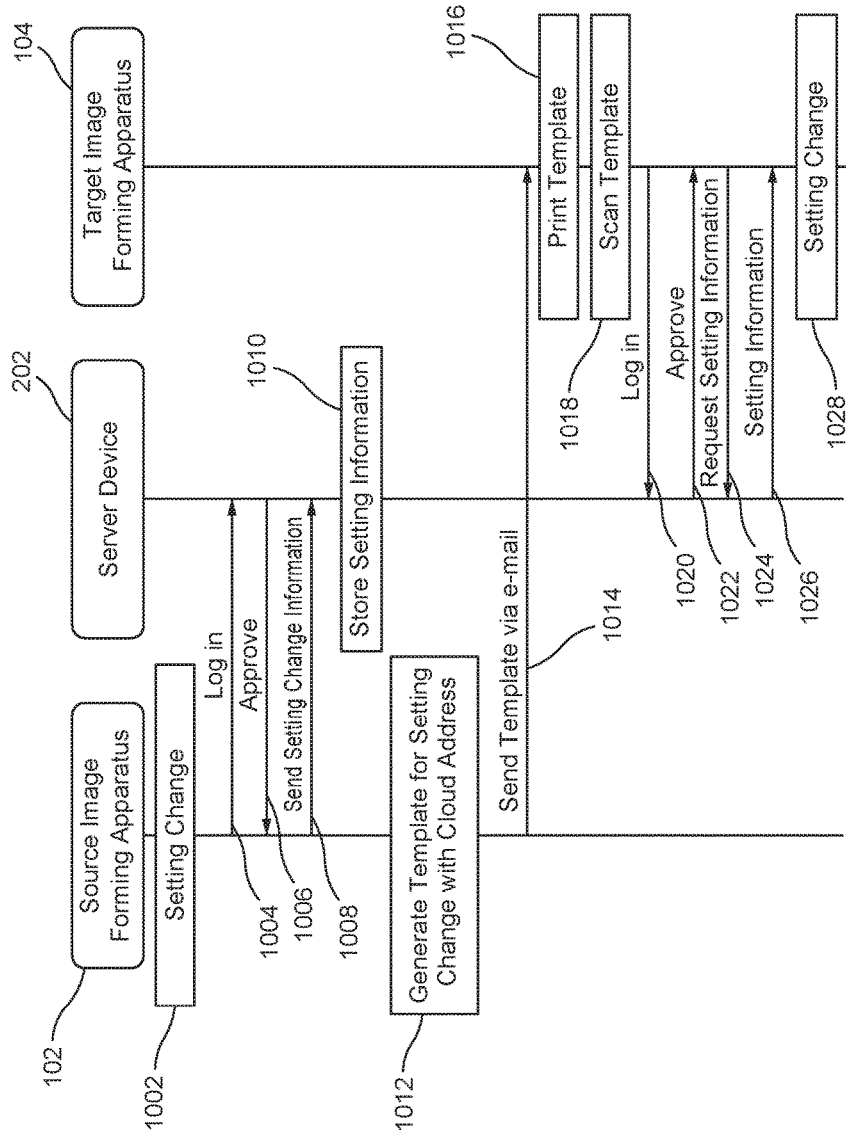 102
Source Image
Forming Apparatus
202
Server Device
104
Target Image
Forming Apparatus
1002
Setting Change
Log in
1004
Approve
1006
Send Setting Change Information
1008
1010
Store Setting Information
1012
Generate Template for Setting
Change with Cloud Address
Send Template via e-mail
1014
1016
Print Template
1018
Scan Template
Log in
1020
Approve
1022
Request Setting Information
1024
Setting Information
1026
Setting Change
1028